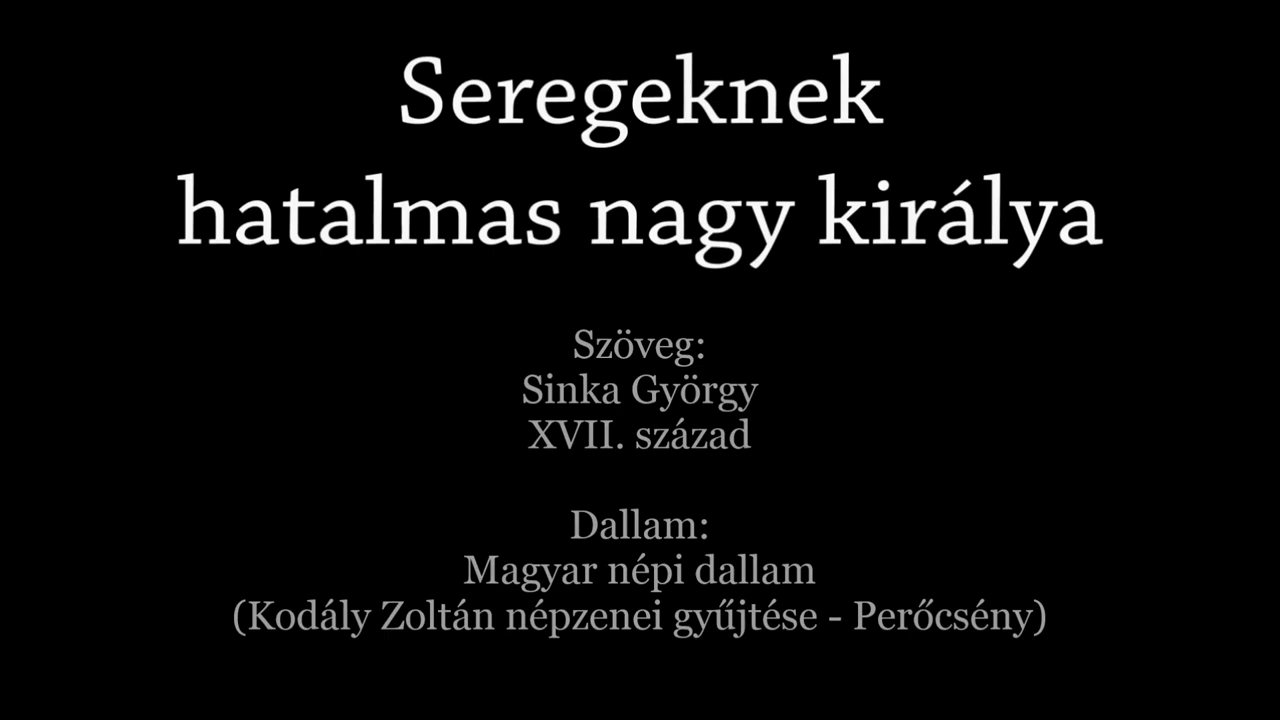 Seregeknek
hatalmas nagy királya
Szöveg:
Sinka György
XVII. század
Dallam:
Magyar népi dallam
(Kodály Zoltán népzenei gyűjtése - Perőcsény)